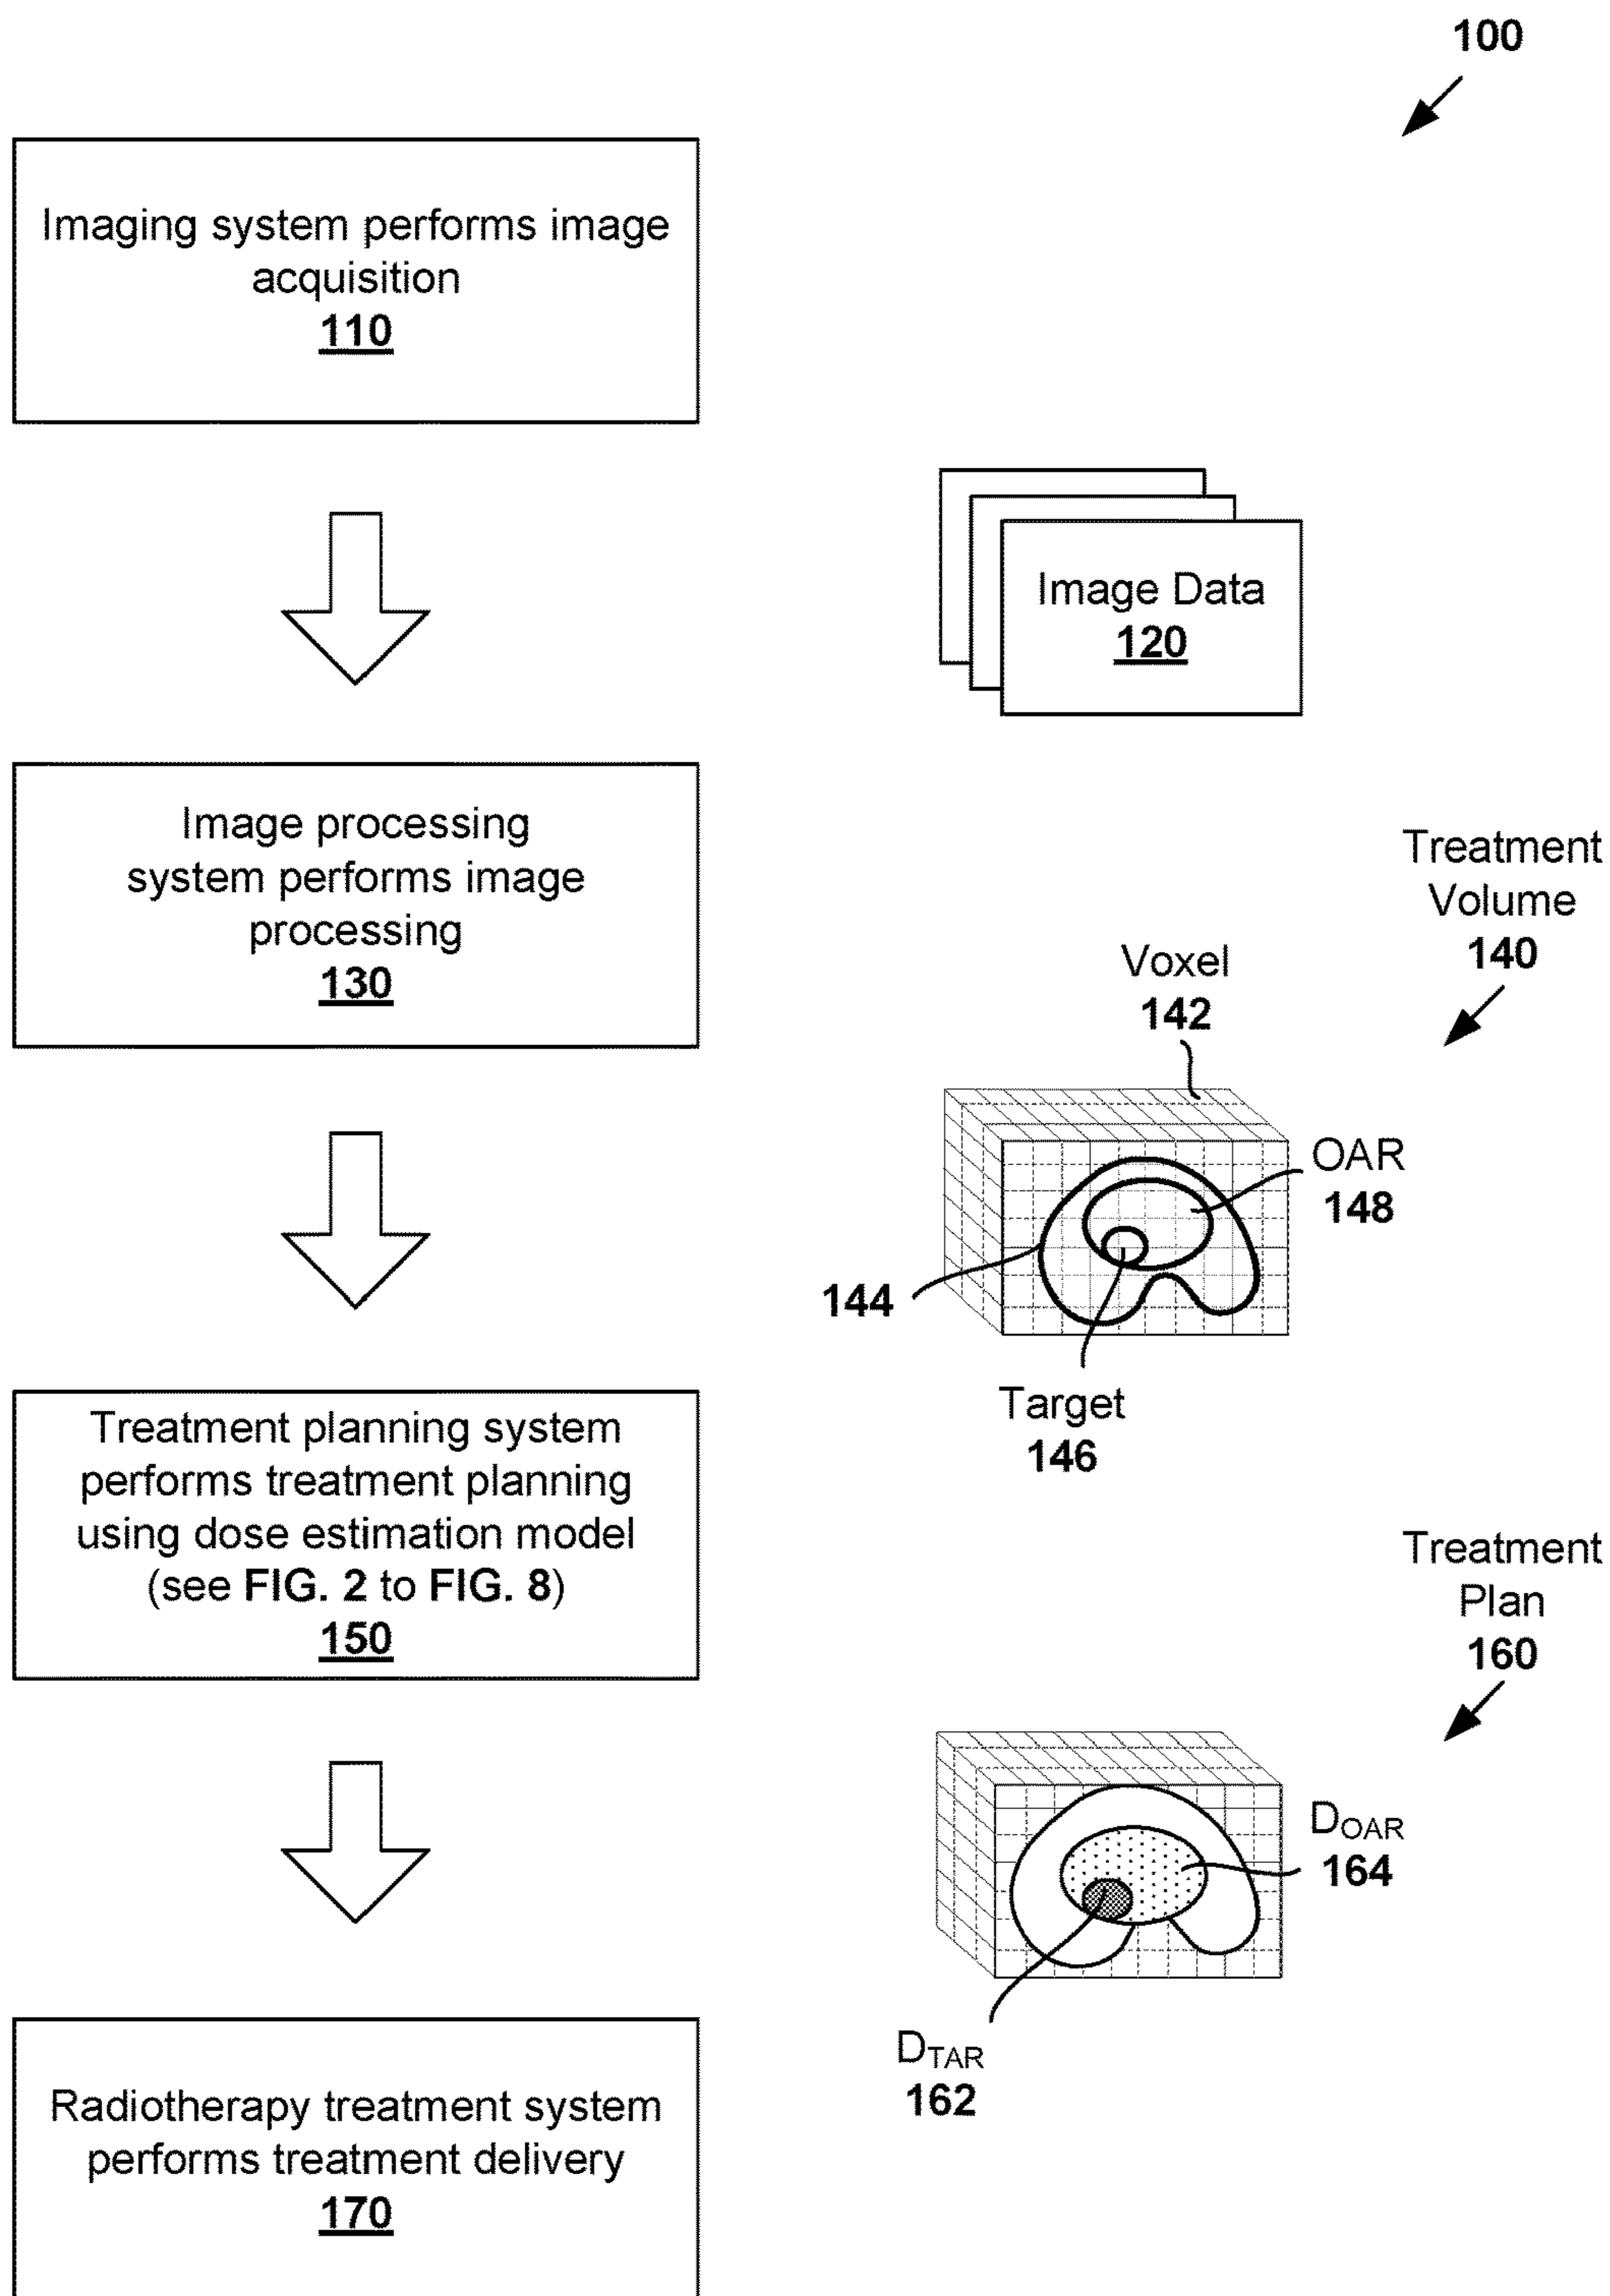 100
Imaging system performs image
acquisition
110
Image Data
120
Image processing
system performs image
processing
130
Treatment
Volume
140
Voxel
142
OAR
148
144
Target
146
Treatment planning system
performs treatment planning
using dose estimation model
(see FIG. 2 to FIG. 8)
150
Treatment
Plan
160
DOAR
164
DTAR
162
Radiotherapy treatment system
performs treatment delivery
170